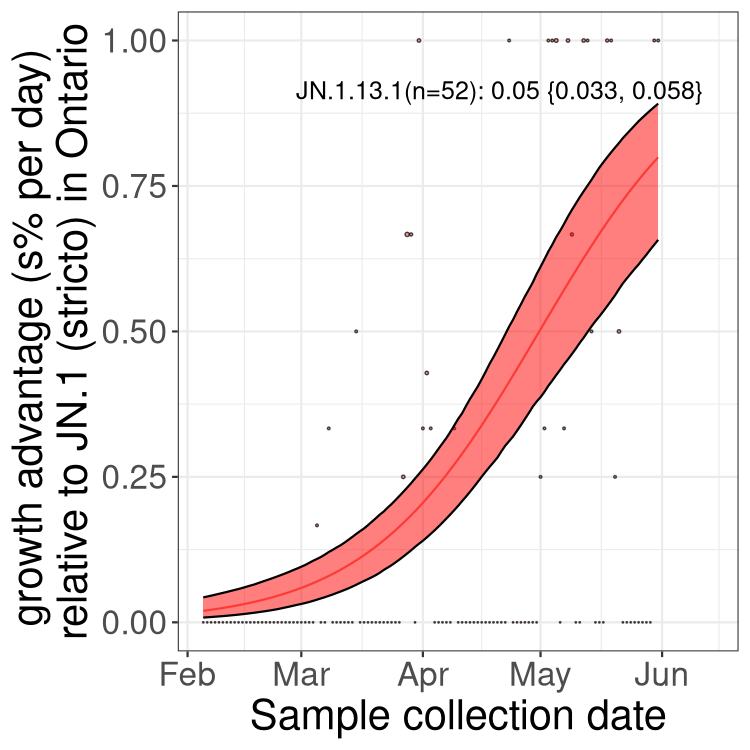 growth advantage (s% per day)
relative to JN.1 (stricto) in Ontario
1.00
0.75
0.50
0.25
0.00
JN.1.13.1(n=52): 0.05 {0.033, 0.058}
Feb Mar Apr May Jun
Sample collection date